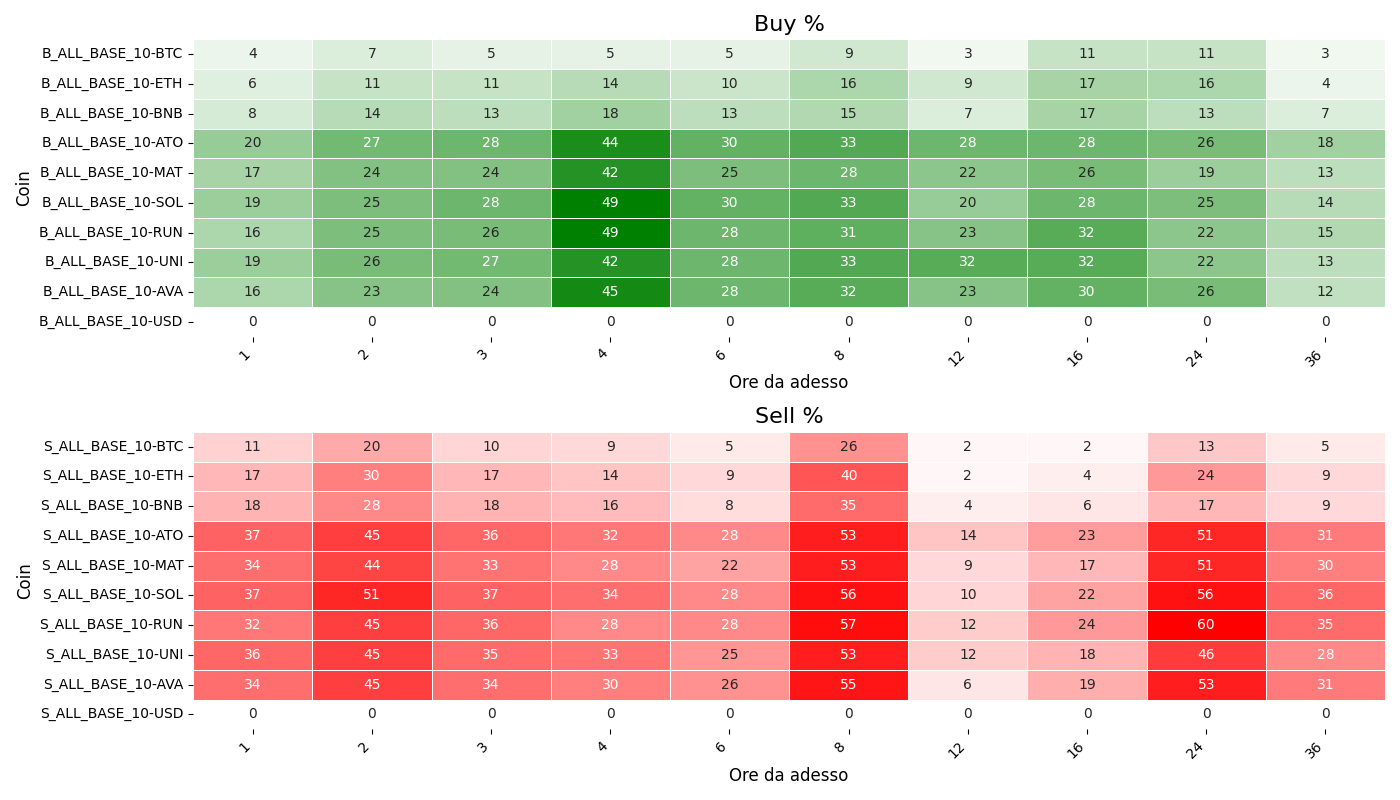 Buy %
Coin
B_ALL_BASE_10-BTC 4 7 5 5 5 9 3 11 11 3
B_ALL_BASE_10-ETH 6 11 11 14 10 16 9 17 16 4
B_ALL_BASE_10-BNB 8 14 13 18 13 15 7 17 13 7
B_ALL_BASE_10-ATO 20 27 28 44 30 33 28 28 26 18
B_ALL_BASE_10-MAT 17 24 24 42 25 28 22 26 19 13
B_ALL_BASE_10-SOL 19 25 28 49 30 33 20 28 25 14
B_ALL_BASE_10-RUN 16 25 26 49 28 31 23 32 22 15
B_ALL_BASE_10-UNI 19 26 27 42 28 33 32 32 22 13
B_ALL_BASE_10-AVA 16 23 24 45 28 32 23 30 26 12
B_ALL_BASE_10-USD 0 0 0 0 0 0 0 0 0 0
1 2 3 4 6 8 12 16 24 36
Ore da adesso
Sell %
Coin
S_ALL_BASE_10-BTC 11 20 10 9 5 26 2 2 13 5
S_ALL_BASE_10-ETH 17 30 17 14 9 40 2 4 24 9
S_ALL_BASE_10-BNB 18 28 18 16 8 35 4 6 17 9
S_ALL_BASE_10-ATO 37 45 36 32 28 53 14 23 51 31
S_ALL_BASE_10-MAT 34 44 33 28 22 53 9 17 51 30
S_ALL_BASE_10-SOL 37 51 37 34 28 56 10 22 56 36
S_ALL_BASE_10-RUN 32 45 36 28 28 57 12 24 60 35
S_ALL_BASE_10-UNI 36 45 35 33 25 53 12 18 46 28
S_ALL_BASE_10-AVA 34 45 34 30 26 55 6 19 53 31
S_ALL_BASE_10-USD 0 0 0 0 0 0 0 0 0 0
1 2 3 4 6 8 12 16 24 36
Ore da adesso